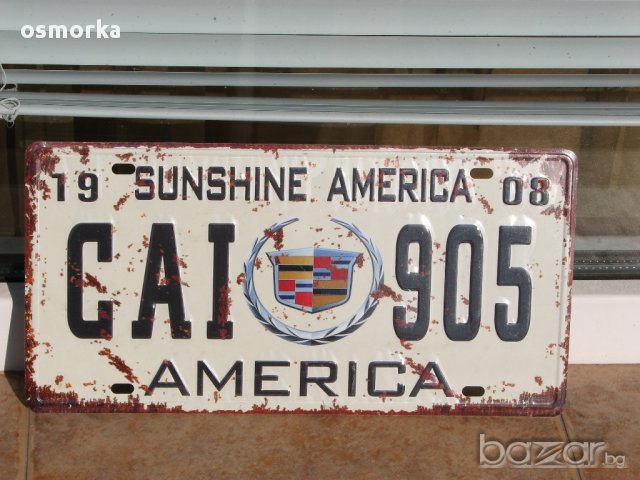 osmorka
19 SUNSHINE AMERICA 08
CAI 905
AMERICA
bazar.bg